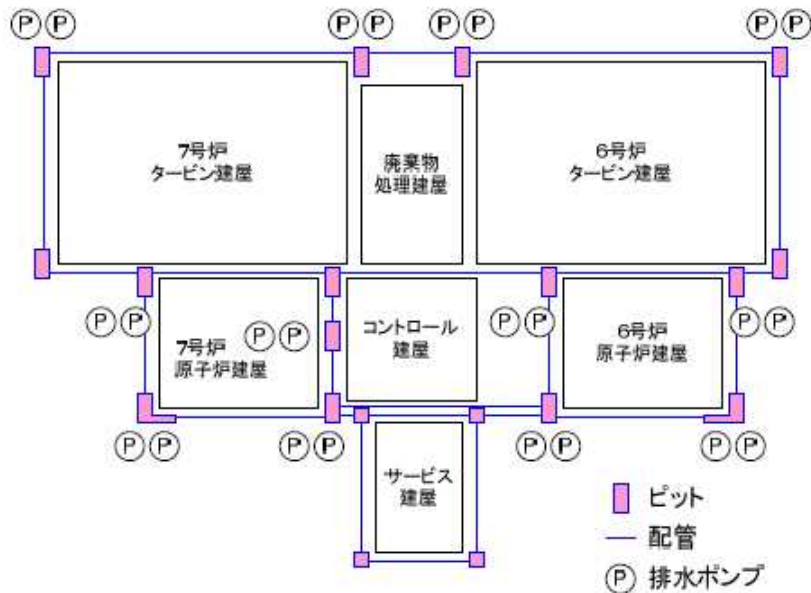 P P P P P P P P
7号炉
タービン建屋
廃棄物
処理建屋
6号炉
タービン建屋
P P
7号炉
原子炉建屋
P P
コントロール
建屋
P P
6号炉
原子炉建屋
P P
P P P P P P P P
サービス
建屋
ピット
配管
P 排水ポンプ